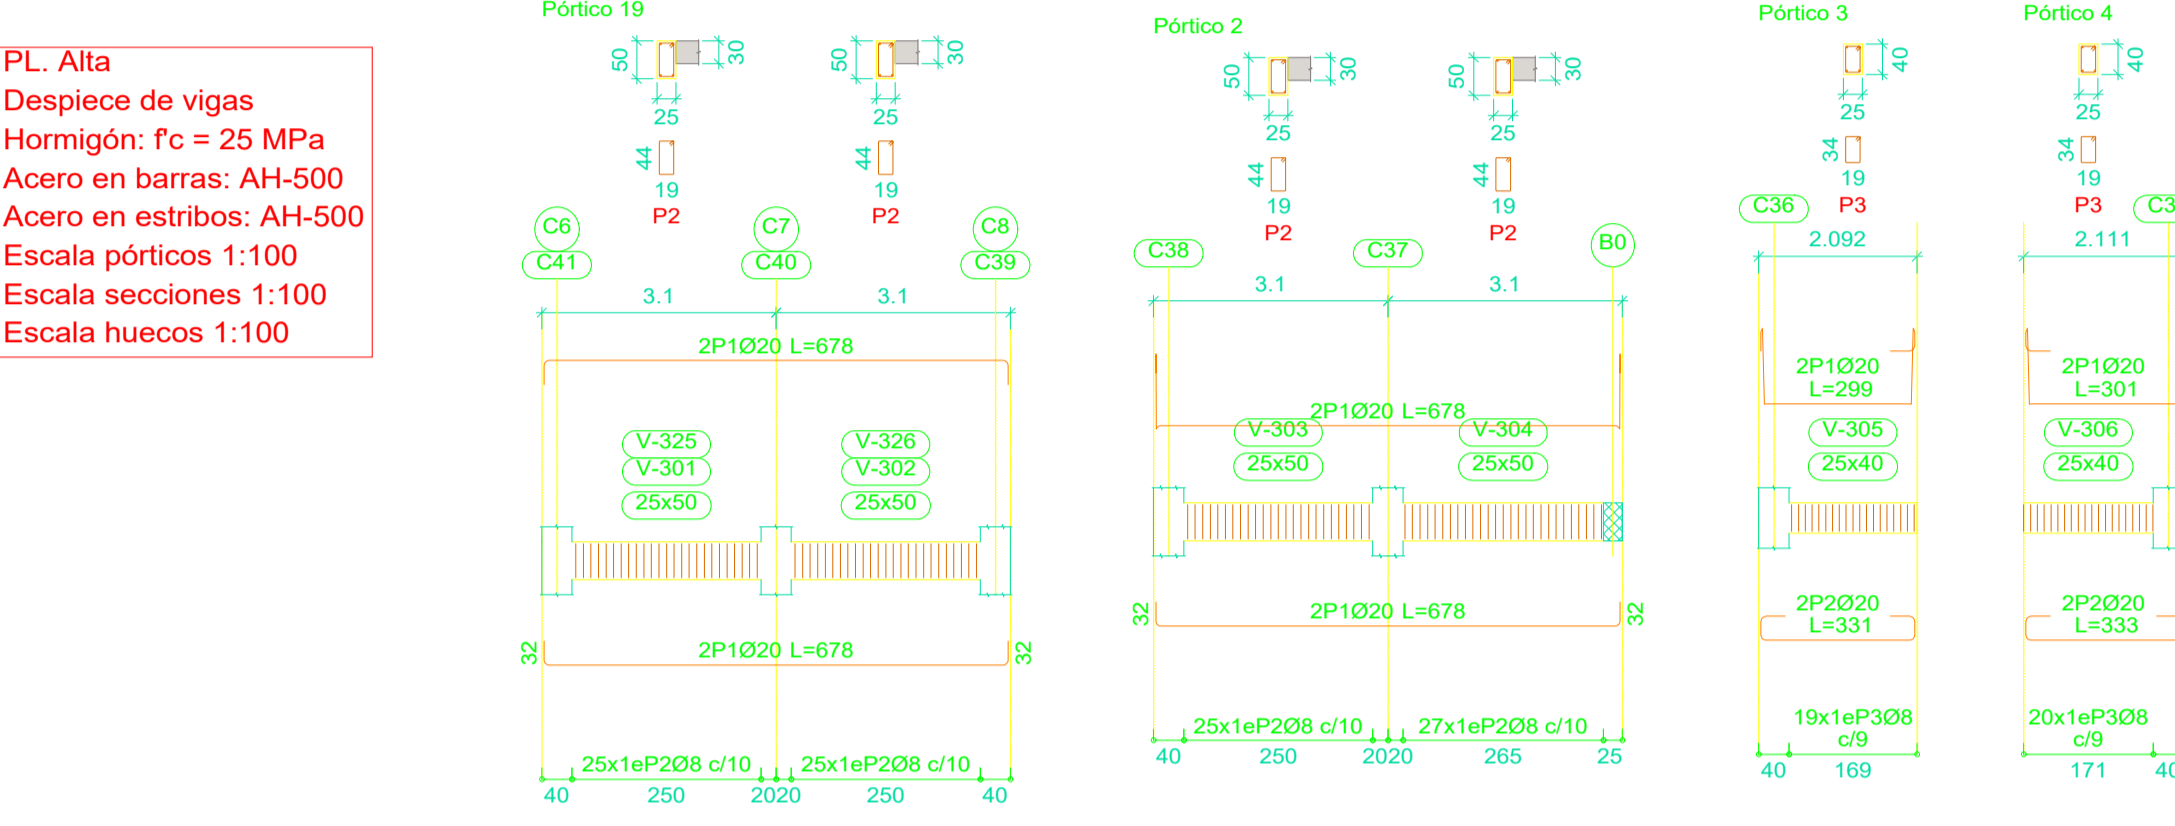 PL. Alta
Despiece de vigas
Hormigón: f'c = 25 MPa
Acero en barras: AH-500
Acero en estribos: AH-500
Escala pórticos 1:100
Escala secciones 1:100
Escala huecos 1:100
Pórtico 19
50 30 50 30
25 25
44 44
19 19
P2 P2
C6 C7 C8
C41 C40 C39
3.1 3.1
2P1Ø20 L=678
V-325 V-326
V-301 V-302
25x50 25x50
32 2P1Ø20 L=678 32
25x1eP2Ø8 c/10 25x1eP2Ø8 c/10
40 250 2020 250 40
Pórtico 2
50 30 50 30
25 25
44 44
19 19
P2 P2
C38 C37 B0
3.1 3.1
2P1Ø20 L=678
V-303 V-304
25x50 25x50
32 2P1Ø20 L=678 32
25x1eP2Ø8 c/10 27x1eP2Ø8 c/10
40 250 2020 265 25
Pórtico 3
40
25
34
19
C36 P3
2.092
2P1Ø20
L=299
V-305
25x40
2P2Ø20
L=331
19x1eP3Ø8
c/9
40 169
Pórtico 4
40
25
34
19
P3 C3
2.111
2P1Ø20
L=301
V-306
25x40
2P2Ø20
L=333
20x1eP3Ø8
c/9
171 40